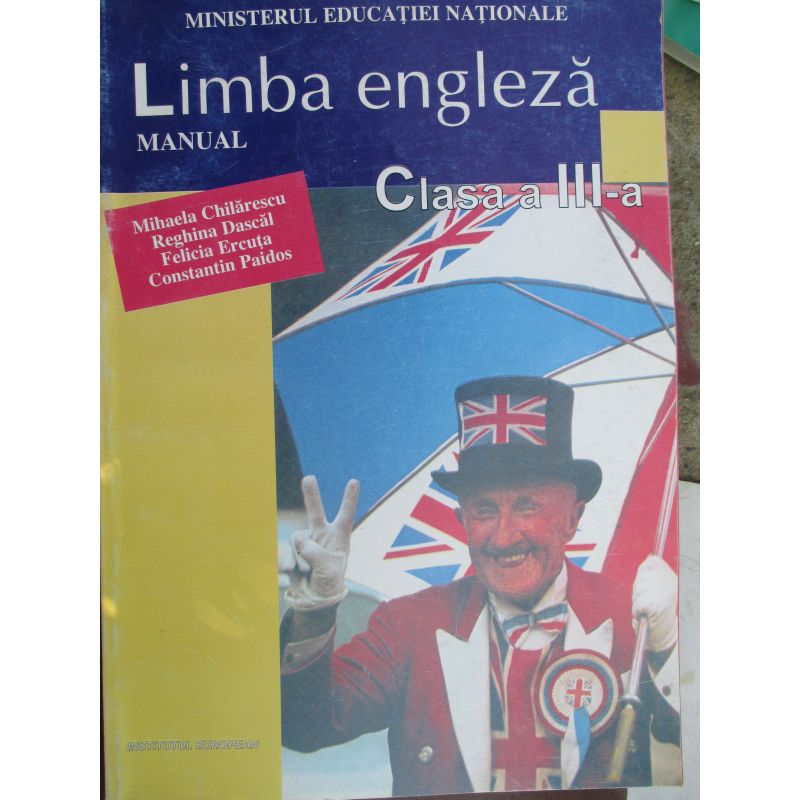 MINISTERUL EDUCAȚIEI NAȚIONALE
Limba engleză
MANUAL
Clasa a III-a
Mihaela Chilărescu
Reghina Dascăl
Felicia Ercuța
Constantin Paidos
INSTITUTUL EUROPEAN